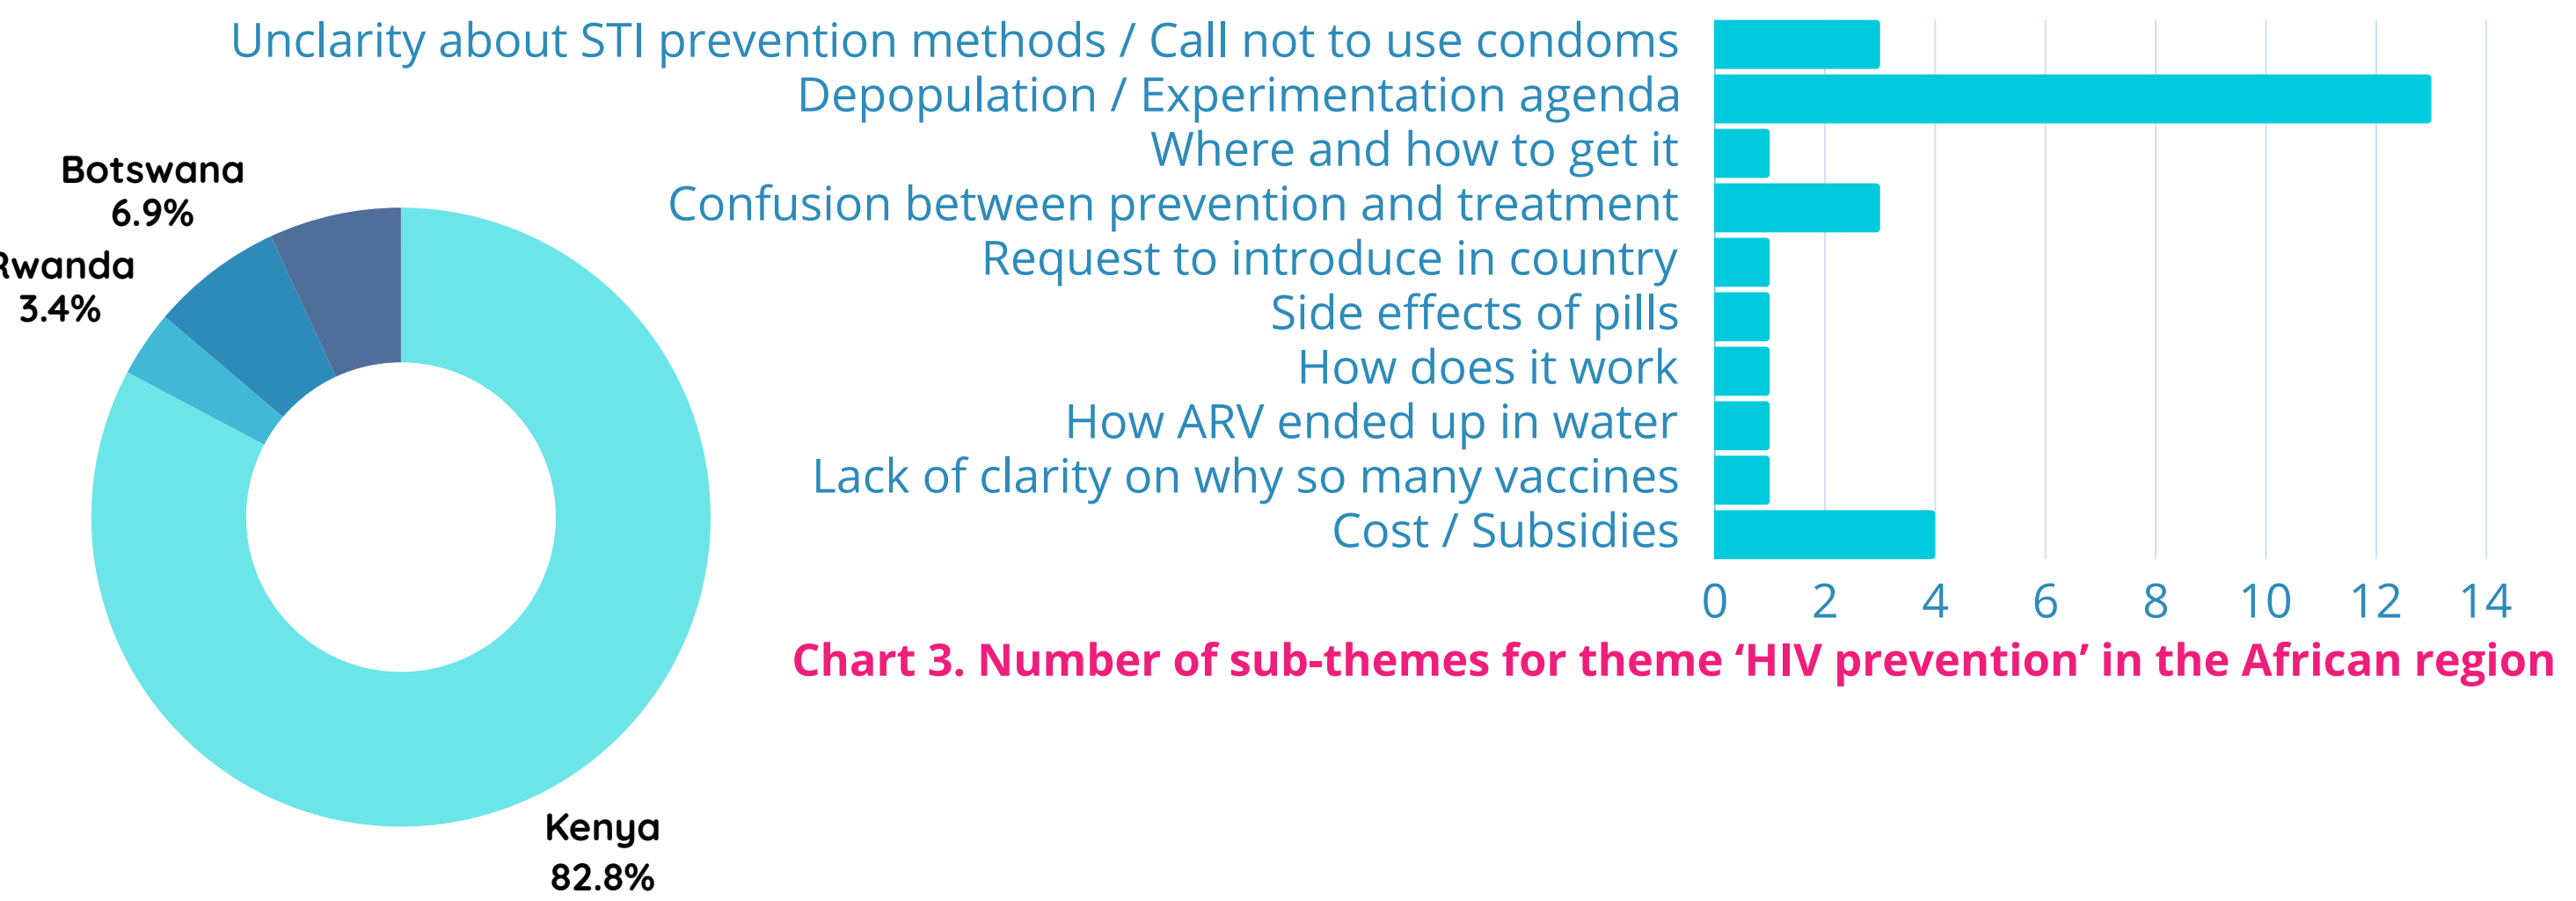 Unclarity about STI prevention methods / Call not to use condoms
Depopulation / Experimentation agenda
Where and how to get it
Confusion between prevention and treatment
Request to introduce in country
Side effects of pills
How does it work
How ARV ended up in water
Lack of clarity on why so many vaccines
Cost / Subsidies
0 2 4 6 8 10 12 14
Chart 3. Number of sub-themes for theme ‘HIV prevention’ in the African region
Botswana
6.9%
Rwanda
3.4%
Kenya
82.8%